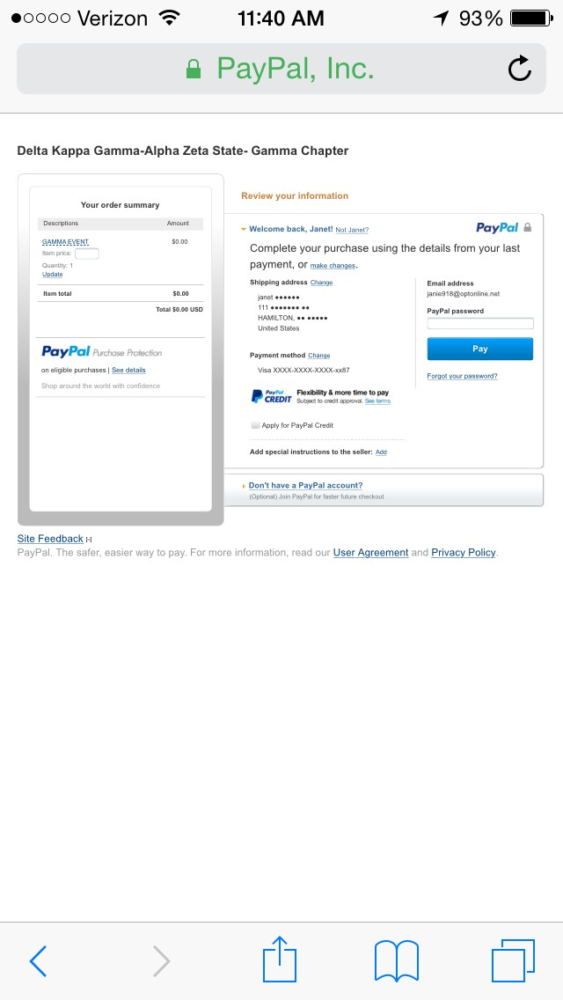 Verizon 11:40 AM 93%
PayPal, Inc.
Delta Kappa Gamma-Alpha Zeta State- Gamma Chapter
Your order summary
Descriptions Amount
GAMMA EVENT $0.00
Item price:
Quantity: 1
Update
Item total $0.00
Total $0.00 USD
PayPal Purchase Protection
on eligible purchases | See details
Shop around the world with confidence
Review your information
Welcome back, Janet! Not Janet?
PayPal
Complete your purchase using the details from your last
payment, or make changes.
Shipping address Change
janet ●●●●●●
111 ●●●●●●● ●●
HAMILTON, ●● ●●●●●
United States
Payment method Change
Visa XXXX-XXXX-XXXX-xx87
PayPal CREDIT
Flexibility & more time to pay
Subject to credit approval. See terms
Apply for PayPal Credit
Add special instructions to the seller: Add
Email address
janie918@optonline.net
PayPal password
Pay
Forgot your password?
Don't have a PayPal account?
(Optional) Join PayPal for faster future checkout
Site Feedback [-]
PayPal. The safer, easier way to pay. For more information, read our User Agreement and Privacy Policy.